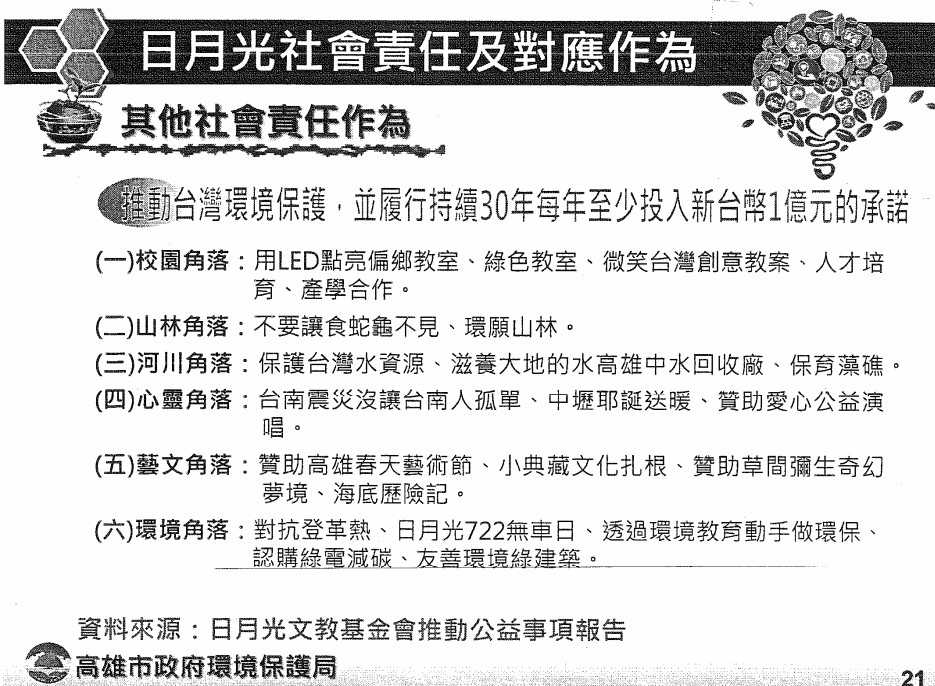 日月光社會責任及對應作為
其他社會責任作為
推動台灣環境保護，並履行持續30年每年至少投入新台幣1億元的承諾
(一)校園角落：用LED點亮偏鄉教室、綠色教室、微笑台灣創意教案、人才培
育、產學合作。
(二)山林角落：不要讓食蛇龜不見、環願山林。
(三)河川角落：保護台灣水資源、滋養大地的水高雄中水回收廠、保育藻礁。
(四)心靈角落：台南震災沒讓台南人孤單、中壢耶誕送暖、贊助愛心公益演
唱。
(五)藝文角落：贊助高雄春天藝術節、小典藏文化扎根、贊助草間彌生奇幻
夢境、海底歷險記。
(六)環境角落：對抗登革熱、日月光722無車日、透過環境教育動手做環保、
認購綠電減碳、友善環境綠建築。
資料來源：日月光文教基金會推動公益事項報告
高雄市政府環境保護局
21